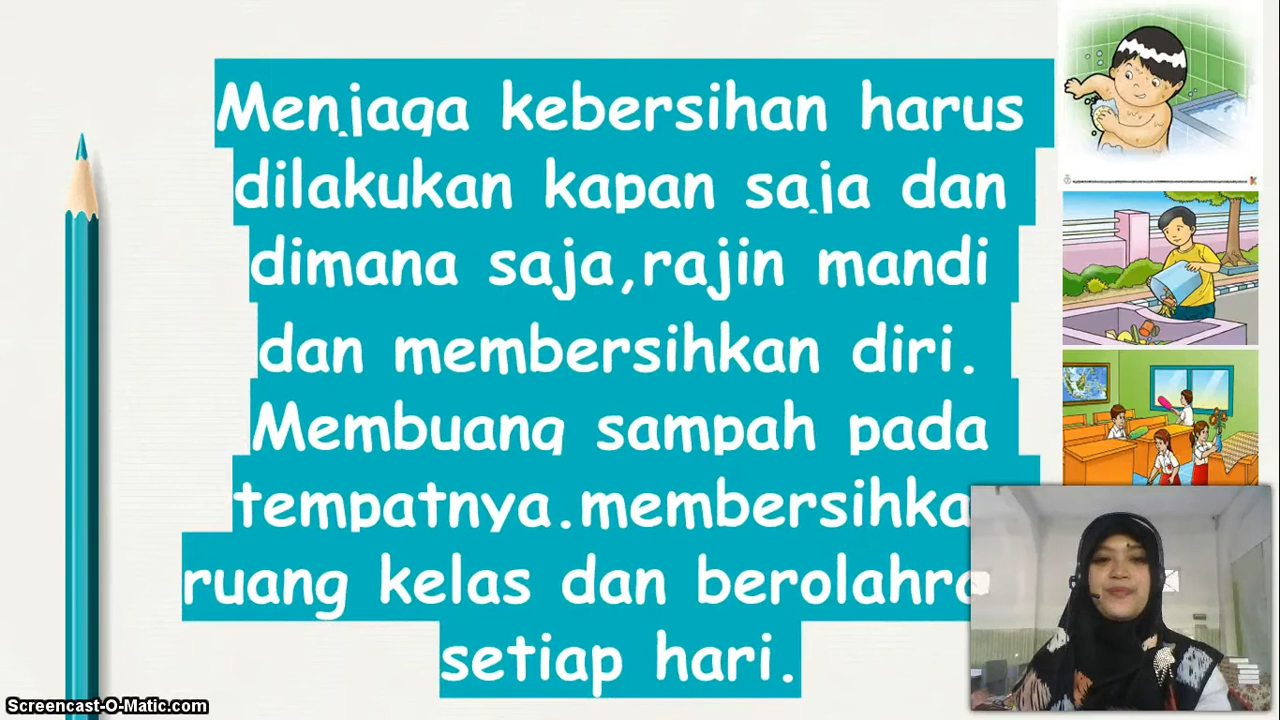 Menjaga kebersihan harus
dilakukan kapan saja dan
dimana saja,rajin mandi
dan membersihkan diri.
Membuang sampah pada
tempatnya.membersihka
ruang kelas dan berolahra
setiap hari.
Screencast-O-Matic.com